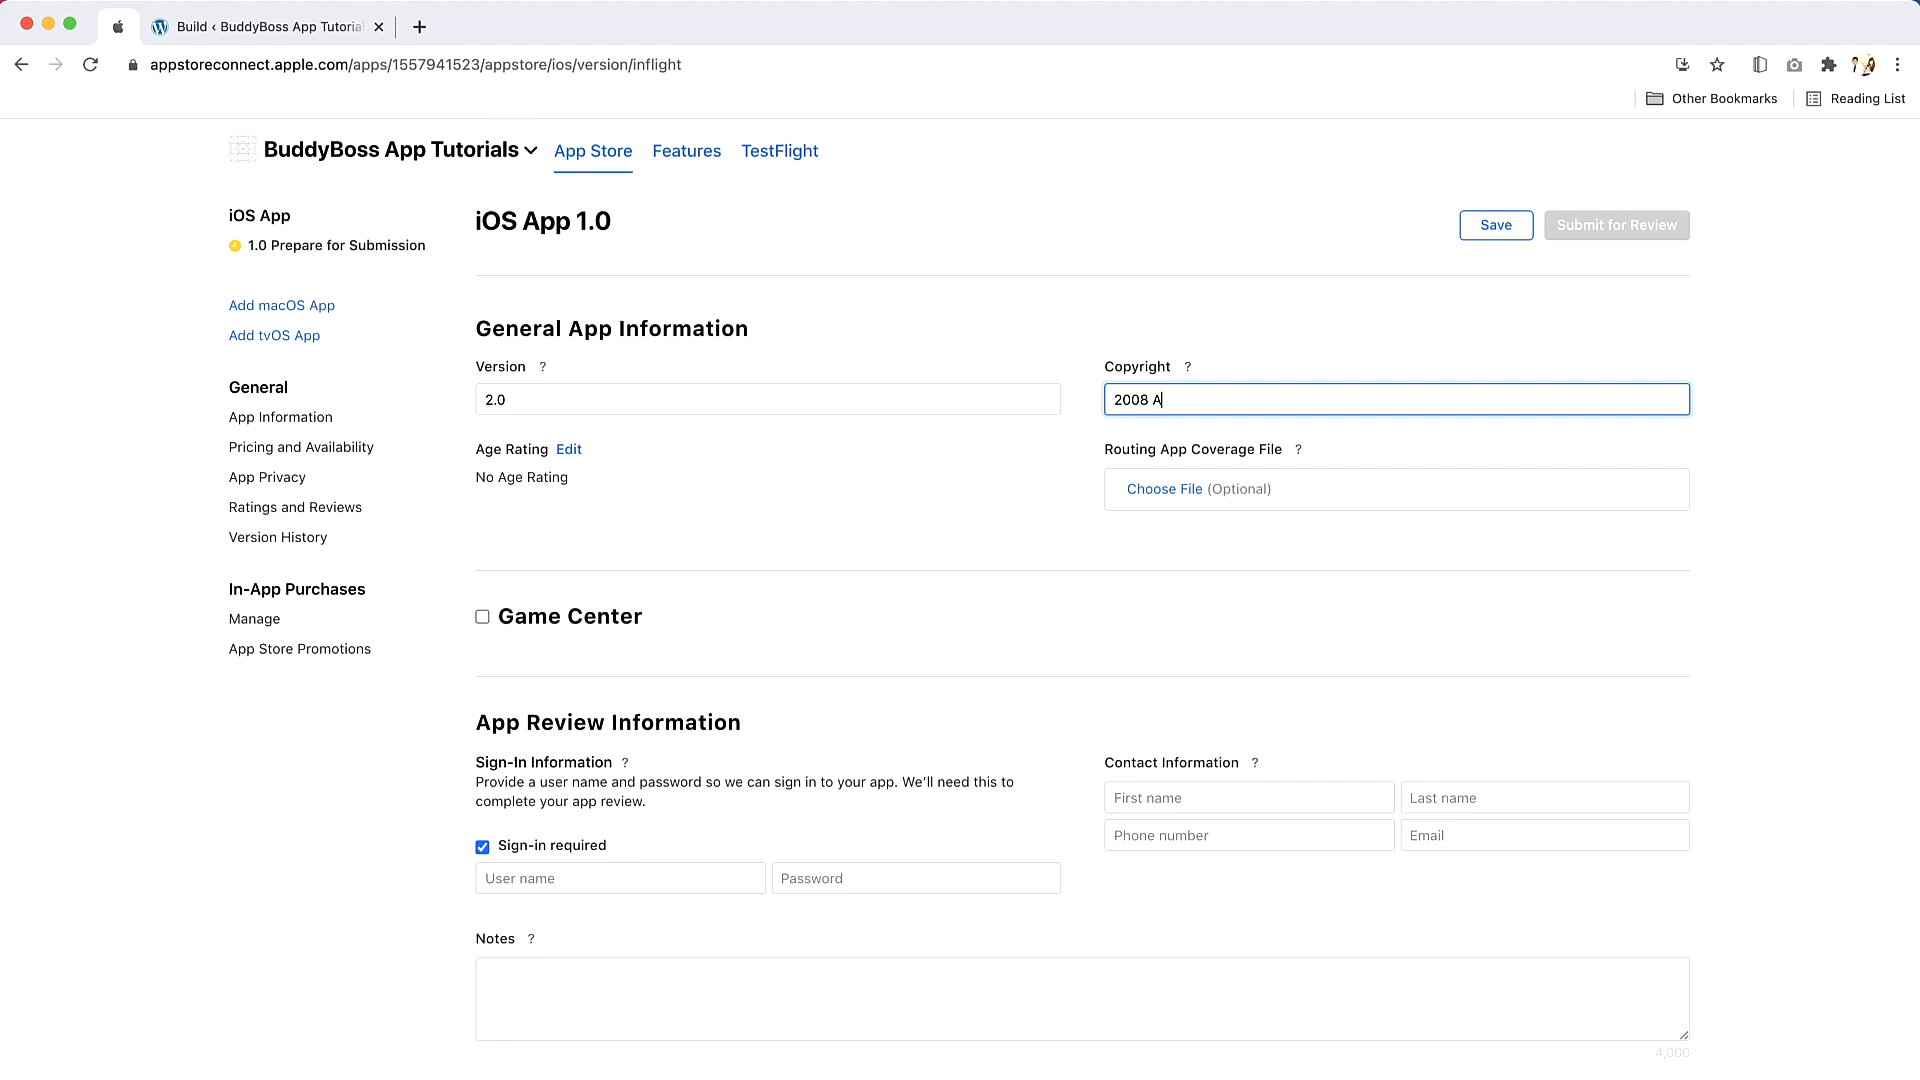 Build ‹ BuddyBoss App Tutoria
appstoreconnect.apple.com/apps/1557941523/appstore/ios/version/inflight
Other Bookmarks
Reading List
BuddyBoss App Tutorials
App Store
Features
TestFlight
iOS App
1.0 Prepare for Submission
Add macOS App
Add tvOS App
General
App Information
Pricing and Availability
App Privacy
Ratings and Reviews
Version History
In-App Purchases
Manage
App Store Promotions
iOS App 1.0
Save
Submit for Review
General App Information
Version ?
2.0
Copyright ?
2008 A
Age Rating Edit
No Age Rating
Routing App Coverage File ?
Choose File (Optional)
Game Center
App Review Information
Sign-In Information ?
Provide a user name and password so we can sign in to your app. We'll need this to
complete your app review.
Sign-in required
User name
Password
Contact Information ?
First name
Last name
Phone number
Email
Notes ?
4,000